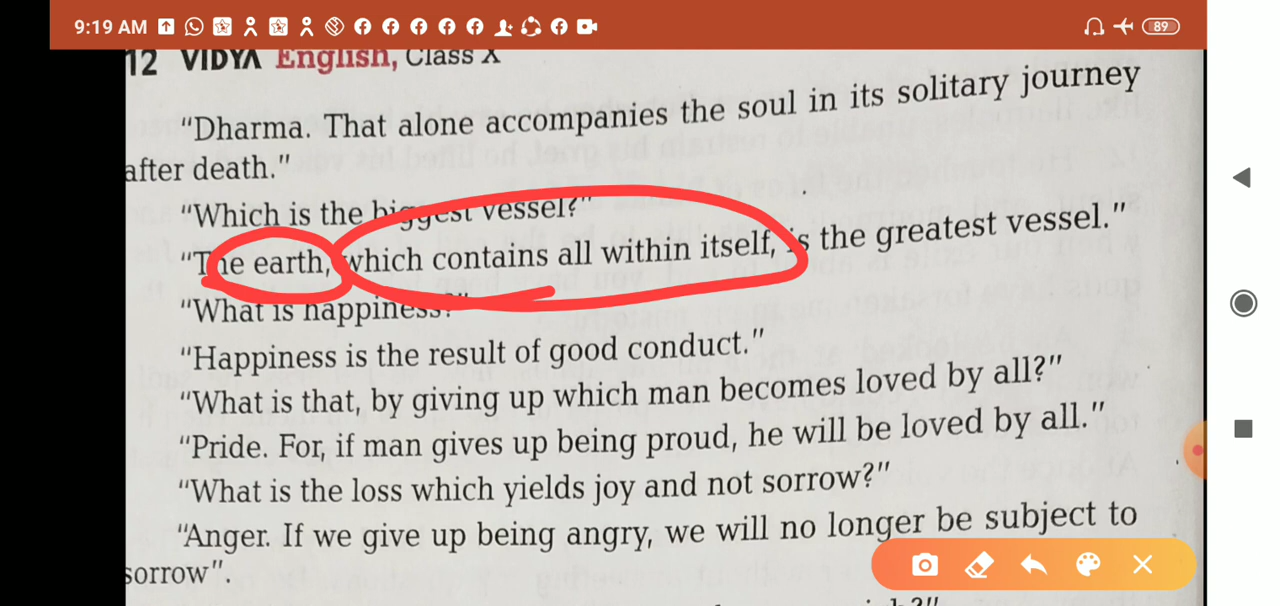 9:19 AM
89
12 VIDYA English, Class X
"Dharma. That alone accompanies the soul in its solitary journey
after death."
"Which is the biggest vessel?"
"The earth, which contains all within itself, is the greatest vessel."
"What is happiness?"
"Happiness is the result of good conduct."
"What is that, by giving up which man becomes loved by all?"
"Pride. For, if man gives up being proud, he will be loved by all."
"What is the loss which yields joy and not sorrow?"
"Anger. If we give up being angry, we will no longer be subject to
sorrow".